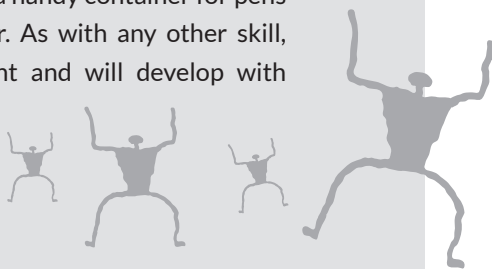 a handy container for pens
r. As with any other skill,
nt and will develop with